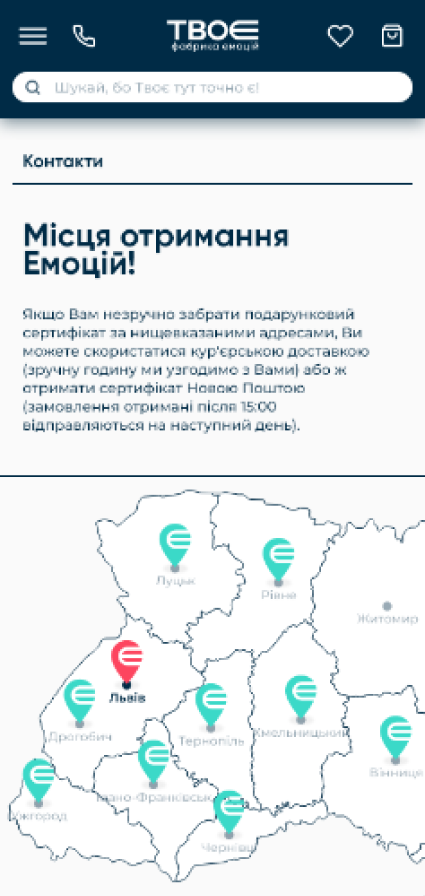 ТВОЄ
фабрика емоцій
Шукай, бо Твоє тут точно є!
Контакти
Місця отримання
Емоцій!
Якщо Вам незручно забрати подарунковий
сертифікат за нищевказаними адресами, Ви
можете скористатися кур'єрською доставкою
(зручну годину ми узгодимо з Вами) або ж
отримати сертифікат Новою Поштою
(замовлення отримані після 15:00
відправляються на наступний день).
Луцьк
Рівне
Житомир
Львів
Дрогобич
Тернопіль
Хмельницький
Вінниця
Івано-Франківськ
Ужгород
Чернівці